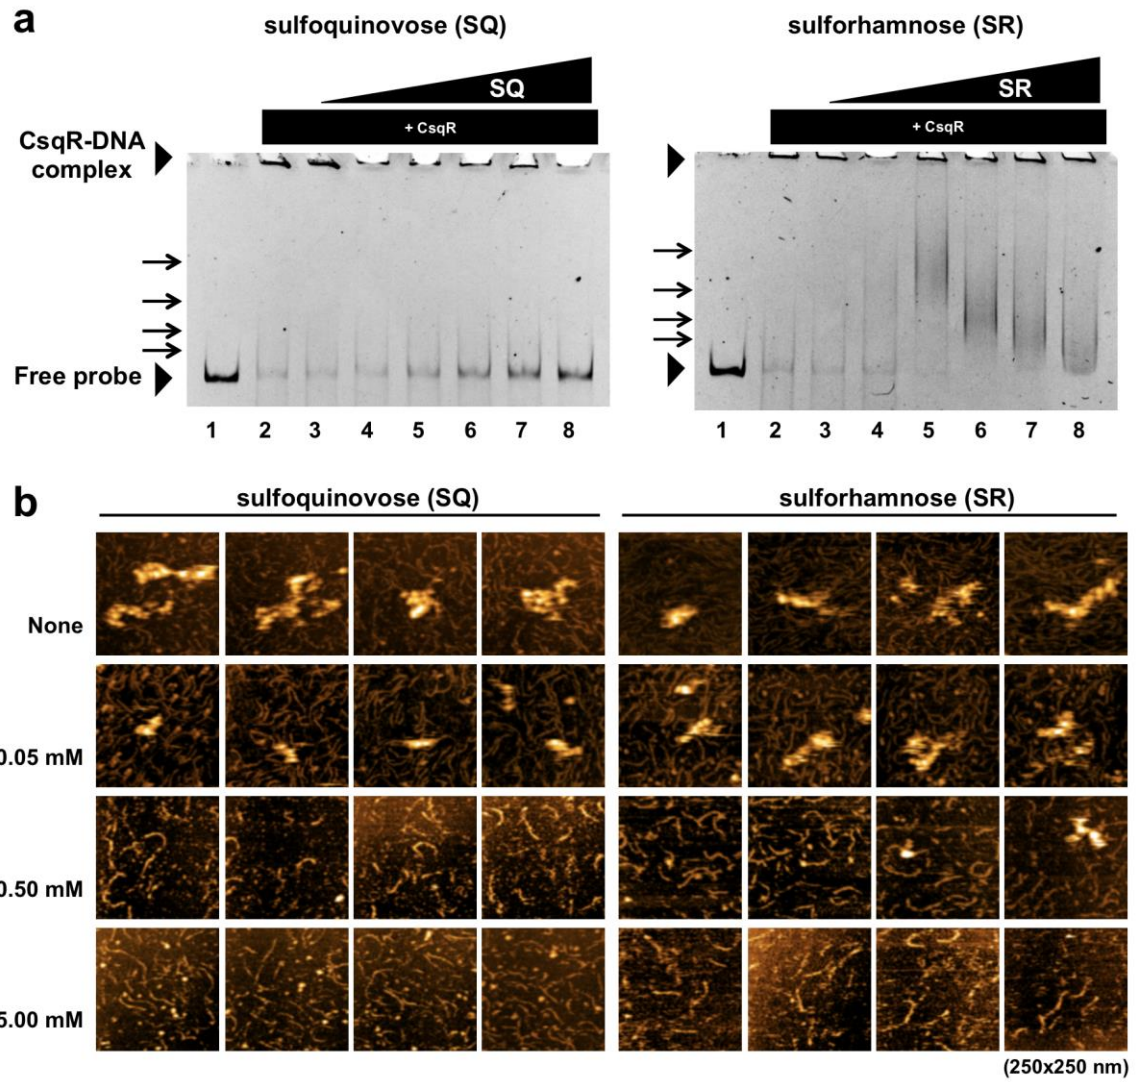 a
sulfoquinovose (SQ)
sulforhamnose (SR)
SQ
SR
+ CsqR
+ CsqR
CsqR-DNA
complex
Free probe
1 2 3 4 5 6 7 8
1 2 3 4 5 6 7 8
b
sulfoquinovose (SQ)
sulforhamnose (SR)
None
0.05 mM
0.50 mM
5.00 mM
(250x250 nm)